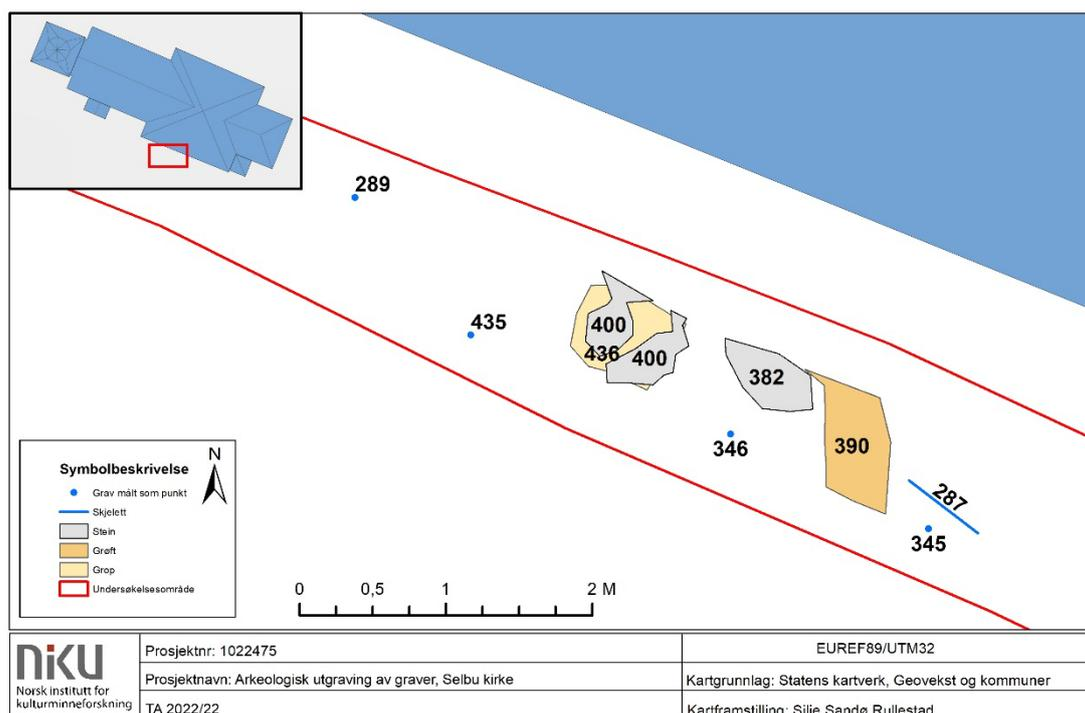 289
435
400
436
400
382
346
390
287
345
N
Symbolbeskrivelse
Grav målt som punkt
Skjelett
Stein
Grøft
Grop
Undersøkelsesområde
0 0,5 1 2 M
niku
Norsk institutt for
kulturminneforskning
Prosjektnr: 1022475
EUREF89/UTM32
Prosjektnavn: Arkeologisk utgraving av graver, Selbu kirke
Kartgrunnlag: Statens kartverk, Geovekst og kommuner
TA 2022/22
Kartframstilling: Silje Sandø Rullestad